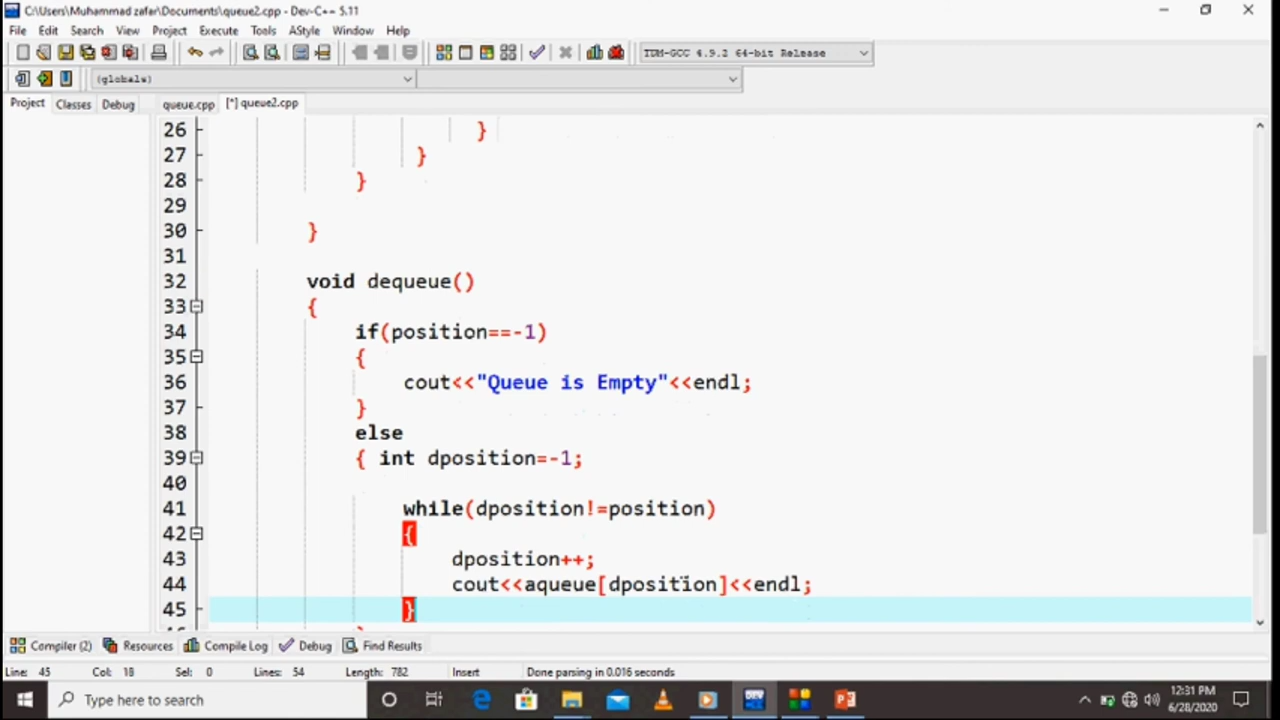 C:\Users\Muhammad zafar\Documents\queue2.cpp - Dev-C++ 5.11
File Edit Search View Project Execute Tools AStyle Window Help
TDM-GCC 4.9.2 64-bit Release
(globals)
Project Classes Debug queue.cpp [*] queue2.cpp
26 }
27 }
28 }
29
30 }
31
32 void dequeue()
33 {
34 if(position==-1)
35 {
36 cout<<"Queue is Empty"<<endl;
37 }
38 else
39 { int dposition=-1;
40
41 while(dposition!=position)
42 {
43 dposition++;
44 cout<<aqueue[dposition]<<endl;
45 }
Compiler (2) Resources Compile Log Debug Find Results
Line: 45 Col: 18 Sel: 0 Lines: 54 Length: 782 Insert Done parsing in 0.016 seconds
Type here to search
12:31 PM
6/28/2020